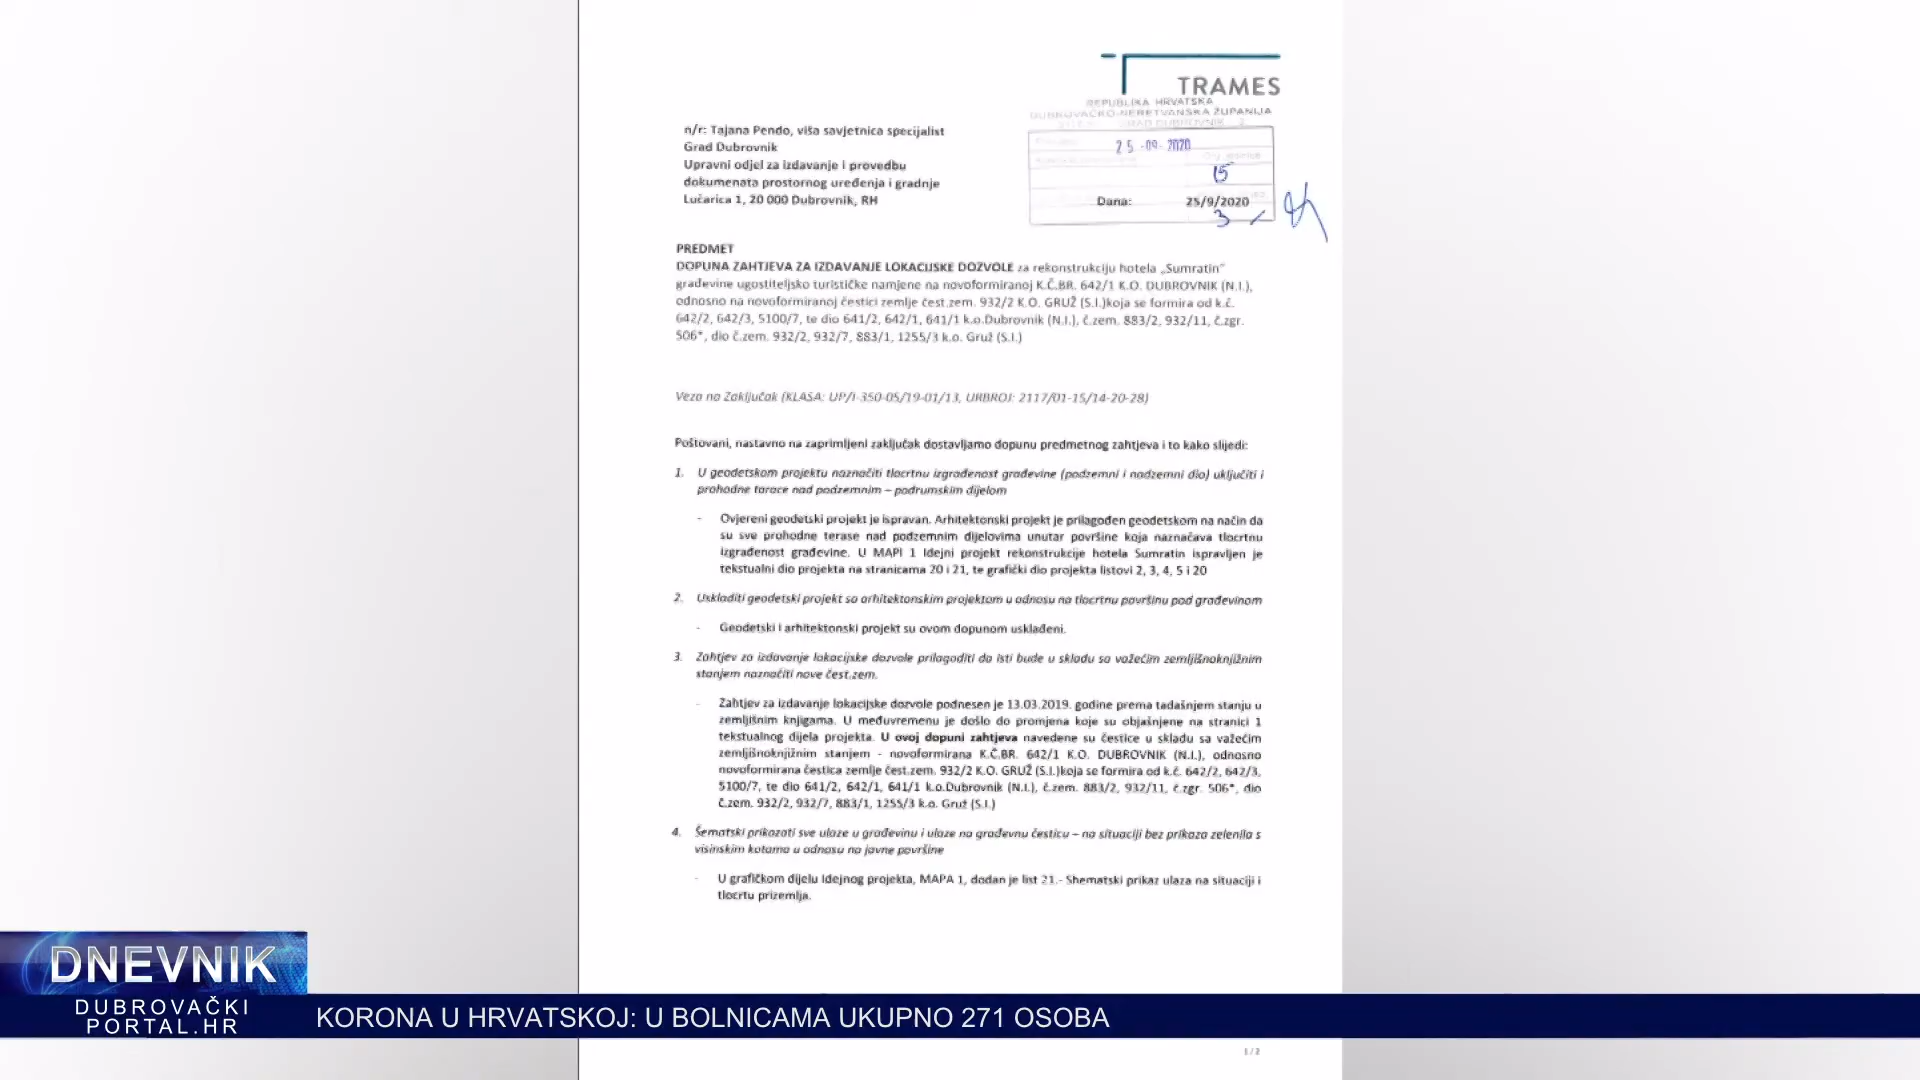 TRAMES
REPUBLIKA HRVATSKA
DUBROVAČKO-NERETVANSKA ŽUPANIJA
GRAD DUBROVNIK
n/r: Tajana Pendo, viša savjetnica specijalist
Grad Dubrovnik
Upravni odjel za izdavanje i provedbu
dokumenata prostornog uređenja i gradnje
Lučarica 1, 20 000 Dubrovnik, RH
25 -09- 2020
15
Dana: 25/9/2020
3
PREDMET
DOPUNA ZAHTJEVA ZA IZDAVANJE LOKACIJSKE DOZVOLE za rekonstrukciju hotela „Sumratin“
građevine ugostiteljsko turističke namjene na novoformiranoj K.Č.BR. 642/1 K.O. DUBROVNIK (N.I.),
odnosno na novoformiranoj čestici zemlje čest.zem. 932/2 K.O. GRUŽ (S.I.)koja se formira od k.č.
642/2, 642/3, 5100/7, te dio 641/2, 642/1, 641/1 k.o.Dubrovnik (N.I.), č.zem. 883/2, 932/11, č.zgr.
506*, dio č.zem. 932/2, 932/7, 883/1, 1255/3 k.o. Gruž (S.I.)
Veza na Zaključak (KLASA: UP/I-350-05/19-01/13, URBROJ: 2117/01-15/14-20-28)
Poštovani, nastavno na zaprimljeni zaključak dostavljamo dopunu predmetnog zahtjeva i to kako slijedi:
1. U geodetskom projektu naznačiti tlocrtnu izgrađenost građevine (podzemni i nadzemni dio) uključiti i
prohodne terace nad podzemnim – podrumskim dijelom
- Ovjereni geodetski projekt je ispravan. Arhitektonski projekt je prilagođen geodetskom na način da
su sve prohodne terase nad podzemnim dijelovima unutar površine koja naznačava tlocrtnu
izgrađenost građevine. U MAPI 1 Idejni projekt rekonstrukcije hotela Sumratin ispravljen je
tekstualni dio projekta na stranicama 20 i 21, te grafički dio projekta listovi 2, 3, 4, 5 i 20
2. Uskladiti geodetski projekt sa arhitektonskim projektom u odnosu na tlocrtnu površinu pod građevinom
- Geodetski i arhitektonski projekt su ovom dopunom usklađeni.
3. Zahtjev za izdavanje lokacijske dozvole prilagoditi da isti bude u skladu sa važećim zemljišnoknjižnim
stanjem naznačiti nove čest.zem.
- Zahtjev za izdavanje lokacijske dozvole podnesen je 13.03.2019. godine prema tadašnjem stanju u
zemljišnim knjigama. U međuvremenu je došlo do promjena koje su objašnjene na stranici 1
tekstualnog dijela projekta. U ovoj dopuni zahtjeva navedene su čestice u skladu sa važećim
zemljišnoknjižnim stanjem - novoformirana K.Č.BR. 642/1 K.O. DUBROVNIK (N.I.), odnosno
novoformirana čestica zemlje čest.zem. 932/2 K.O. GRUŽ (S.I.)koja se formira od k.č. 642/2, 642/3,
5100/7, te dio 641/2, 642/1, 641/1 k.o.Dubrovnik (N.I.), č.zem. 883/2, 932/11, č.zgr. 506*, dio
č.zem. 932/2, 932/7, 883/1, 1255/3 k.o. Gruž (S.I.)
4. Šematski prikazati sve ulaze u građevinu i ulaze na građevnu česticu – na situaciji bez prikaza zelenila s
visinskim kotama u odnosu na javne površine
- U grafičkom dijelu Idejnog projekta, MAPA 1, dodan je list 21.- Shematski prikaz ulaza na situaciji i
tlocrtu prizemlja.
DNEVNIK
DUBROVAČKI
PORTAL.HR
KORONA U HRVATSKOJ: U BOLNICAMA UKUPNO 271 OSOBA
1 / 2